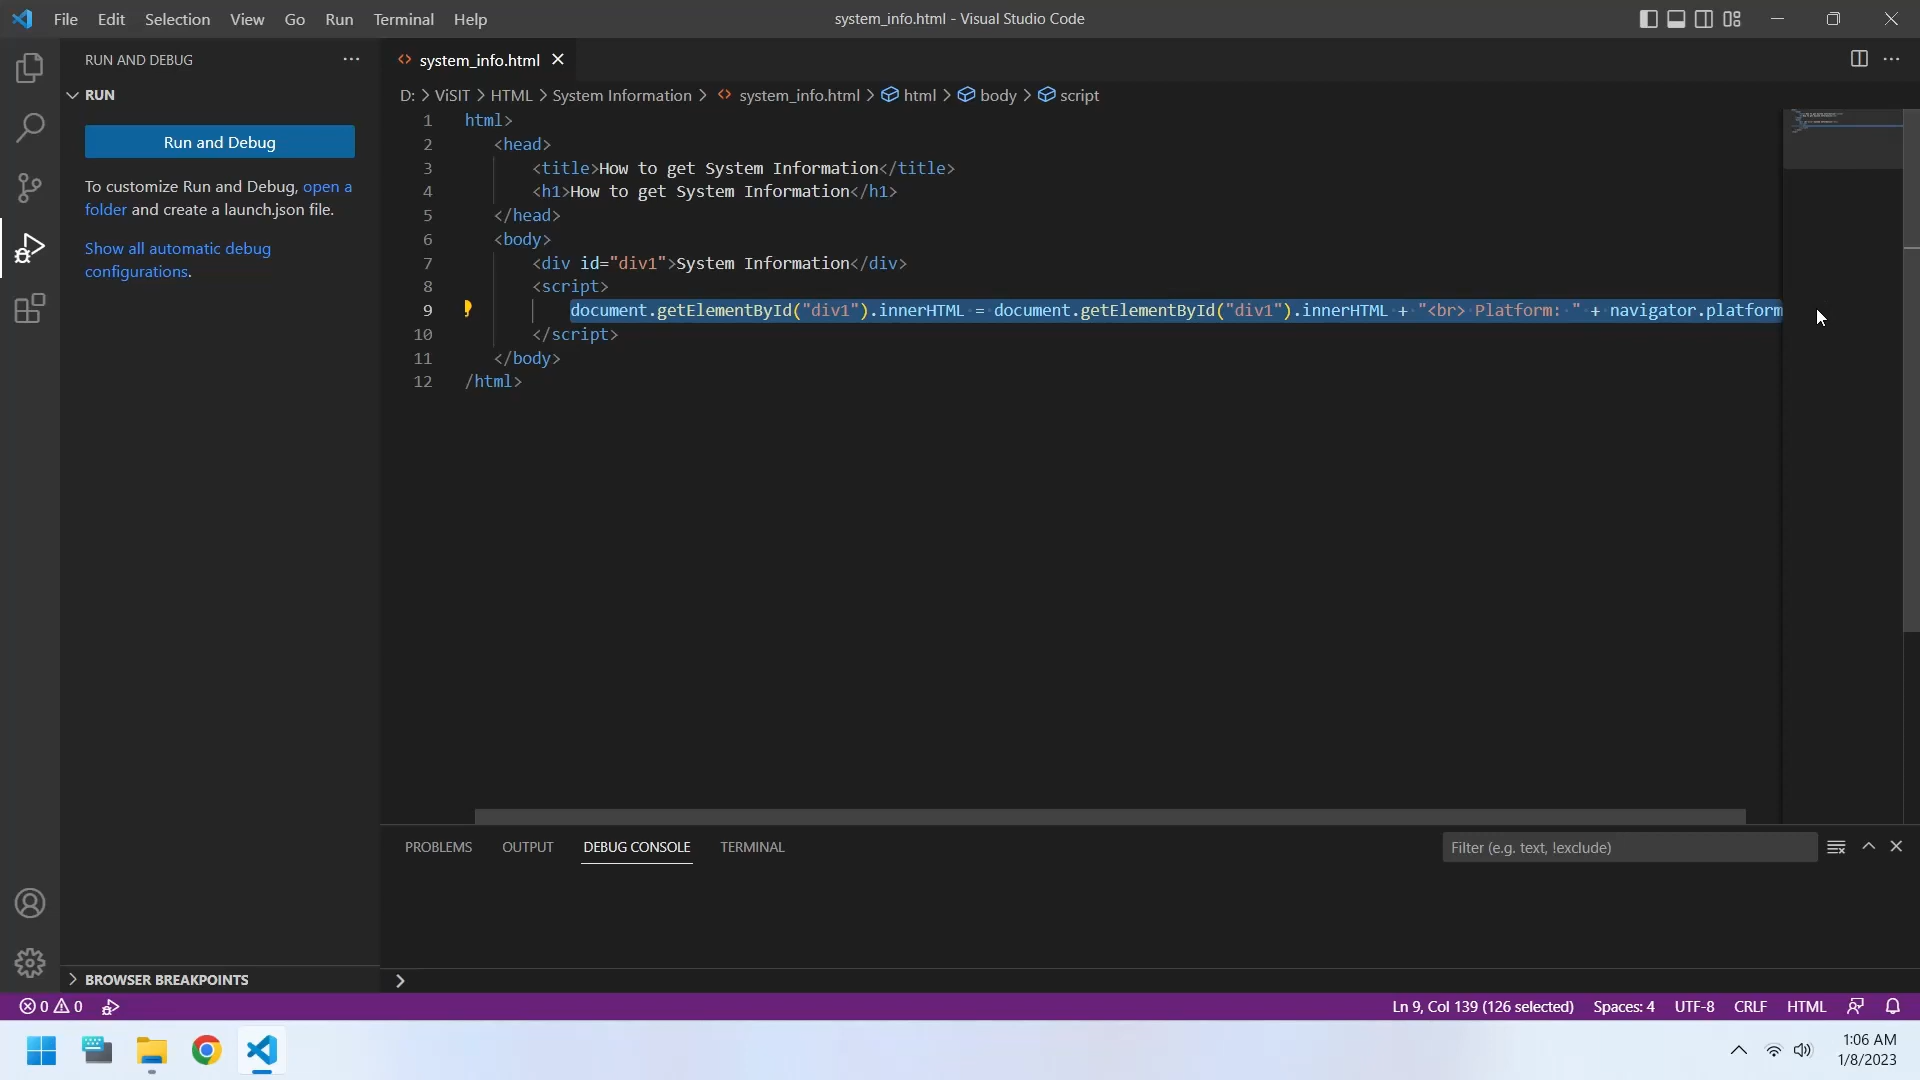 File Edit Selection View Go Run Terminal Help
system_info.html - Visual Studio Code
RUN AND DEBUG
RUN
Run and Debug
To customize Run and Debug, open a
folder and create a launch.json file.
Show all automatic debug
configurations.
BROWSER BREAKPOINTS
system_info.html
D: > ViSIT > HTML > System Information > system_info.html > html > body > script
1 html>
2 <head>
3 <title>How to get System Information</title>
4 <h1>How to get System Information</h1>
5 </head>
6 <body>
7 <div id="div1">System Information</div>
8 <script>
9 document.getElementById("div1").innerHTML = document.getElementById("div1").innerHTML + "<br> Platform: " + navigator.platform
10 </script>
11 </body>
12 /html>
PROBLEMS OUTPUT DEBUG CONSOLE TERMINAL
Filter (e.g. text, !exclude)
0 0
Ln 9, Col 139 (126 selected) Spaces: 4 UTF-8 CRLF HTML
1:06 AM
1/8/2023